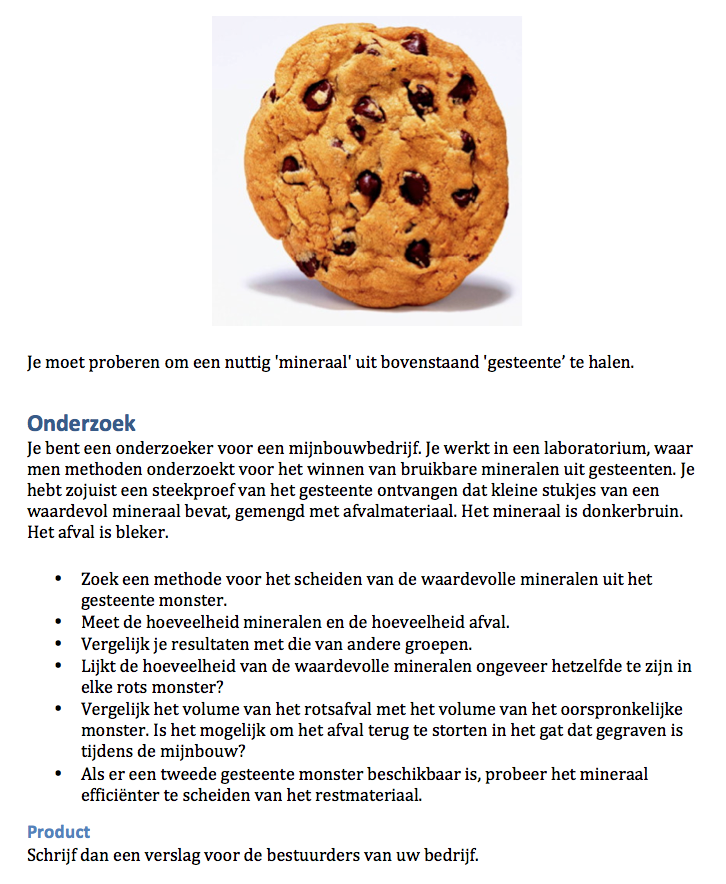 Je moet proberen om een nuttig 'mineraal' uit bovenstaand 'gesteente’ te halen.
Onderzoek
Je bent een onderzoeker voor een mijnbouwbedrijf. Je werkt in een laboratorium, waar
men methoden onderzoekt voor het winnen van bruikbare mineralen uit gesteenten. Je
hebt zojuist een steekproef van het gesteente ontvangen dat kleine stukjes van een
waardevol mineraal bevat, gemengd met afvalmateriaal. Het mineraal is donkerbruin.
Het afval is bleker.
• Zoek een methode voor het scheiden van de waardevolle mineralen uit het
gesteente monster.
• Meet de hoeveelheid mineralen en de hoeveelheid afval.
• Vergelijk je resultaten met die van andere groepen.
• Lijkt de hoeveelheid van de waardevolle mineralen ongeveer hetzelfde te zijn in
elke rots monster?
• Vergelijk het volume van het rotsafval met het volume van het oorspronkelijke
monster. Is het mogelijk om het afval terug te storten in het gat dat gegraven is
tijdens de mijnbouw?
• Als er een tweede gesteente monster beschikbaar is, probeer het mineraal
efficiënter te scheiden van het restmateriaal.
Product
Schrijf dan een verslag voor de bestuurders van uw bedrijf.